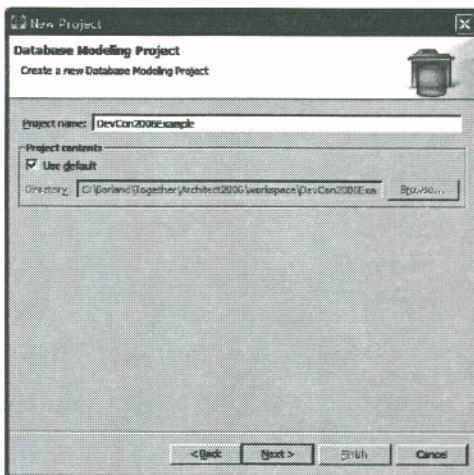 New Project
Database Modeling Project
Create a new Database Modeling Project
Project name: DevCon2006Example
Project contents
Use default
Directory: C:\Borland\Together\Architect2006\workspace\DevCon2006Exa
Browse...
< Back Next > Finish Cancel